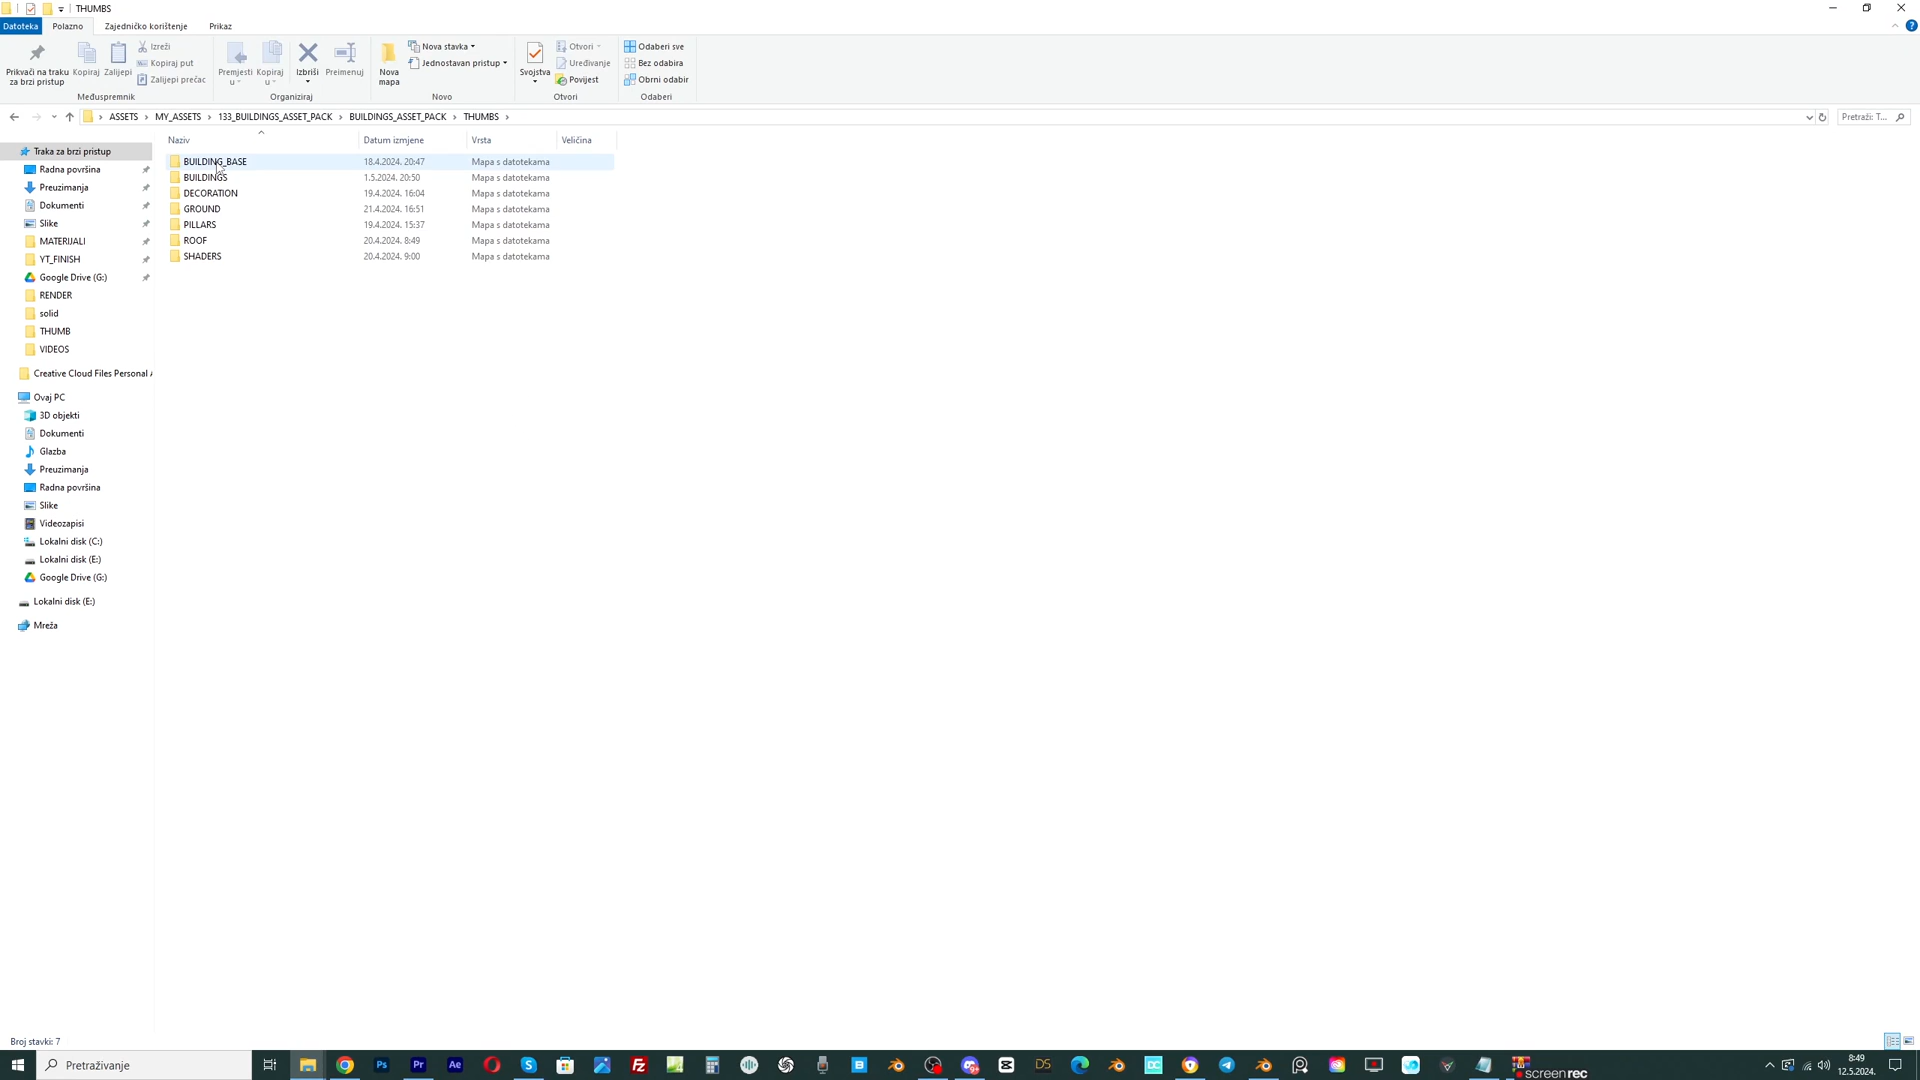 THUMBS
Datoteka Polazno Zajedničko korištenje Prikaz
Prikvači na traku za brzi pristup
Kopiraj
Zalijepi
Izreži
Kopiraj put
Zalijepi prečac
Međuspremnik
Premjesti u
Kopiraj u
Izbriši
Preimenuj
Organiziraj
Nova mapa
Nova stavka
Jednostavan pristup
Novo
Svojstva
Otvori
Uređivanje
Povijest
Otvori
Odaberi sve
Bez odabira
Obrni odabir
Odaberi
ASSETS > MY_ASSETS > 133_BUILDINGS_ASSET_PACK > BUILDINGS_ASSET_PACK > THUMBS >
Pretraži: T...
Naziv Datum izmjene Vrsta Veličina
BUILDING_BASE 18.4.2024. 20:47 Mapa s datotekama
BUILDINGS 1.5.2024. 20:50 Mapa s datotekama
DECORATION 19.4.2024. 16:04 Mapa s datotekama
GROUND 21.4.2024. 16:51 Mapa s datotekama
PILLARS 19.4.2024. 15:37 Mapa s datotekama
ROOF 20.4.2024. 8:49 Mapa s datotekama
SHADERS 20.4.2024. 9:00 Mapa s datotekama
Traka za brzi pristup
Radna površina
Preuzimanja
Dokumenti
Slike
MATERIJALI
YT_FINISH
Google Drive (G:)
RENDER
solid
THUMB
VIDEOS
Creative Cloud Files Personal
Ovaj PC
3D objekti
Dokumenti
Glazba
Preuzimanja
Radna površina
Slike
Videozapisi
Lokalni disk (C:)
Lokalni disk (E:)
Google Drive (G:)
Lokalni disk (E:)
Mreža
Broj stavki: 7
Pretraživanje
Ps
Pr
Ae
DS
DC
screenrec
8:49
12.5.2024.